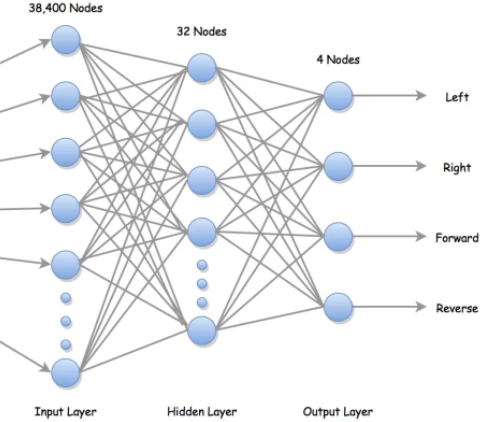 38,400 Nodes
32 Nodes
4 Nodes
Left
Right
Forward
Reverse
Input Layer
Hidden Layer
Output Layer